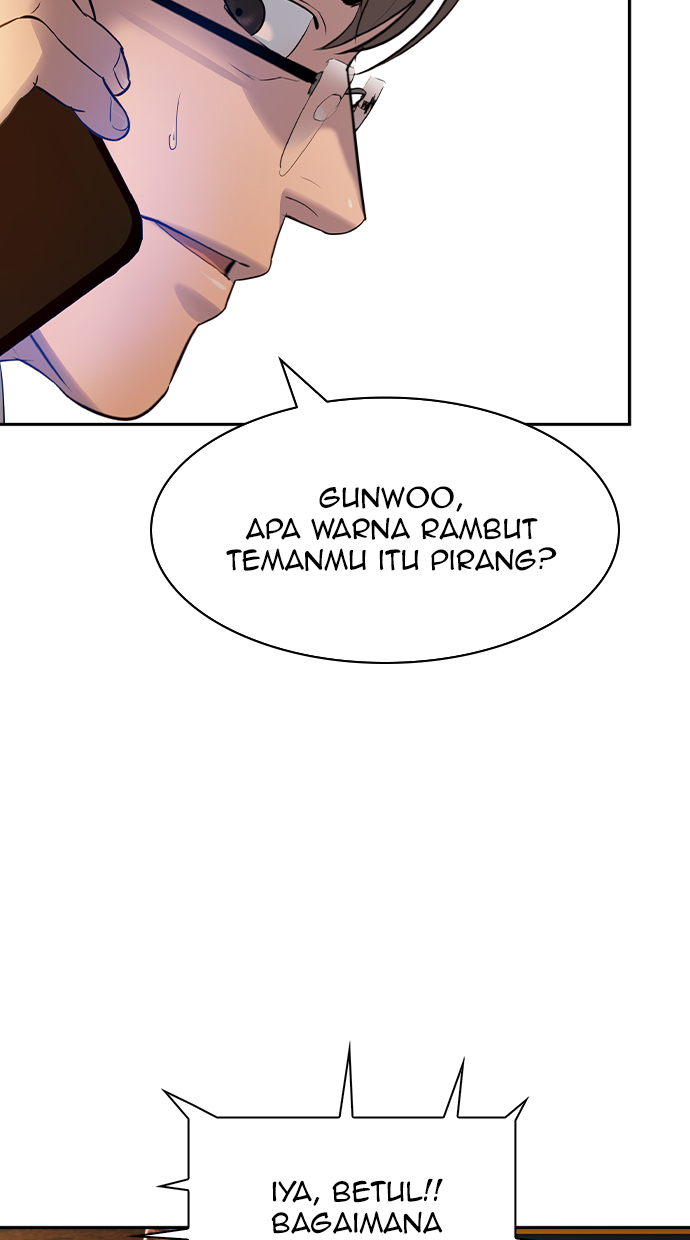 GUNWOO,
APA WARNA RAMBUT
TEMANMU ITU PIRANG?
IYA, BETUL!!
BAGAIMANA